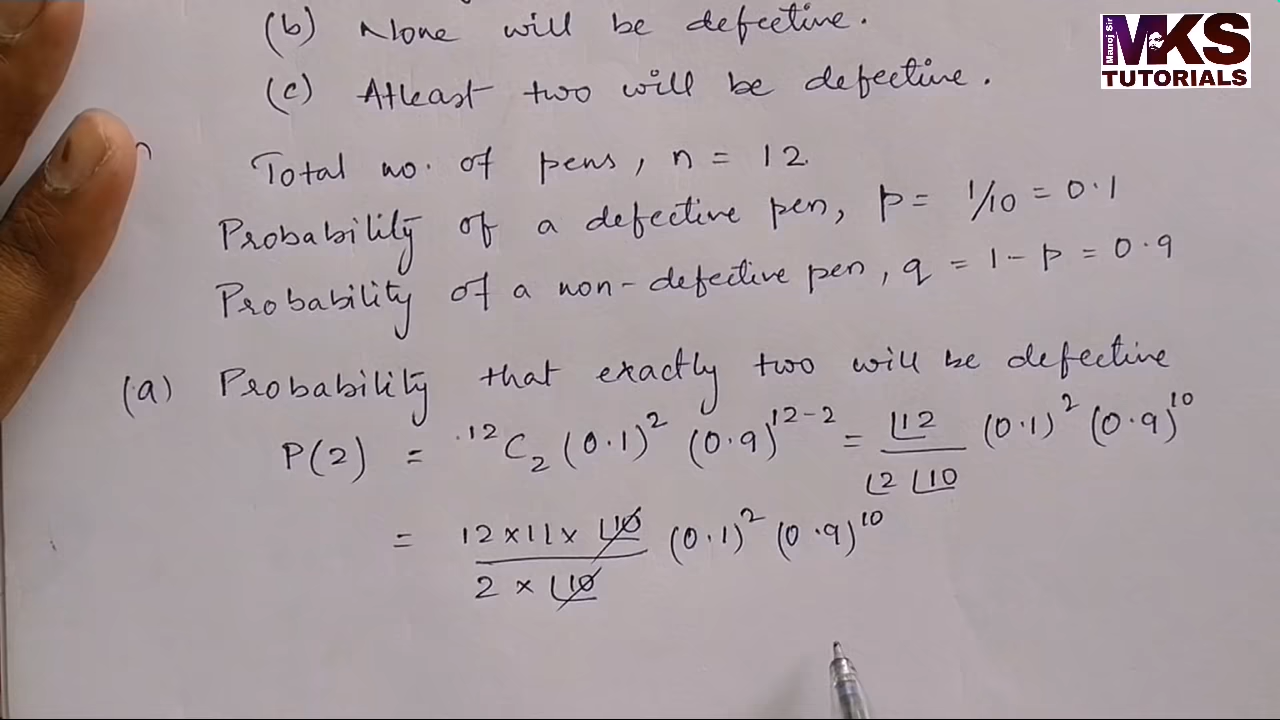 (b) None will be defective.
(c) Atleast two will be defective.
Total no. of pens, n = 12
Probability of a defective pen, p = 1/10 = 0.1
Probability of a non-defective pen, q = 1 - p = 0.9
(a) Probability that exactly two will be defective
P(2) = ¹²C₂ (0.1)² (0.9)¹²⁻² = |12 / |2 |10 (0.1)² (0.9)¹⁰
= 12 × 11 × |10 / 2 × |10 (0.1)² (0.9)¹⁰
Manoj Sir
MKS
TUTORIALS